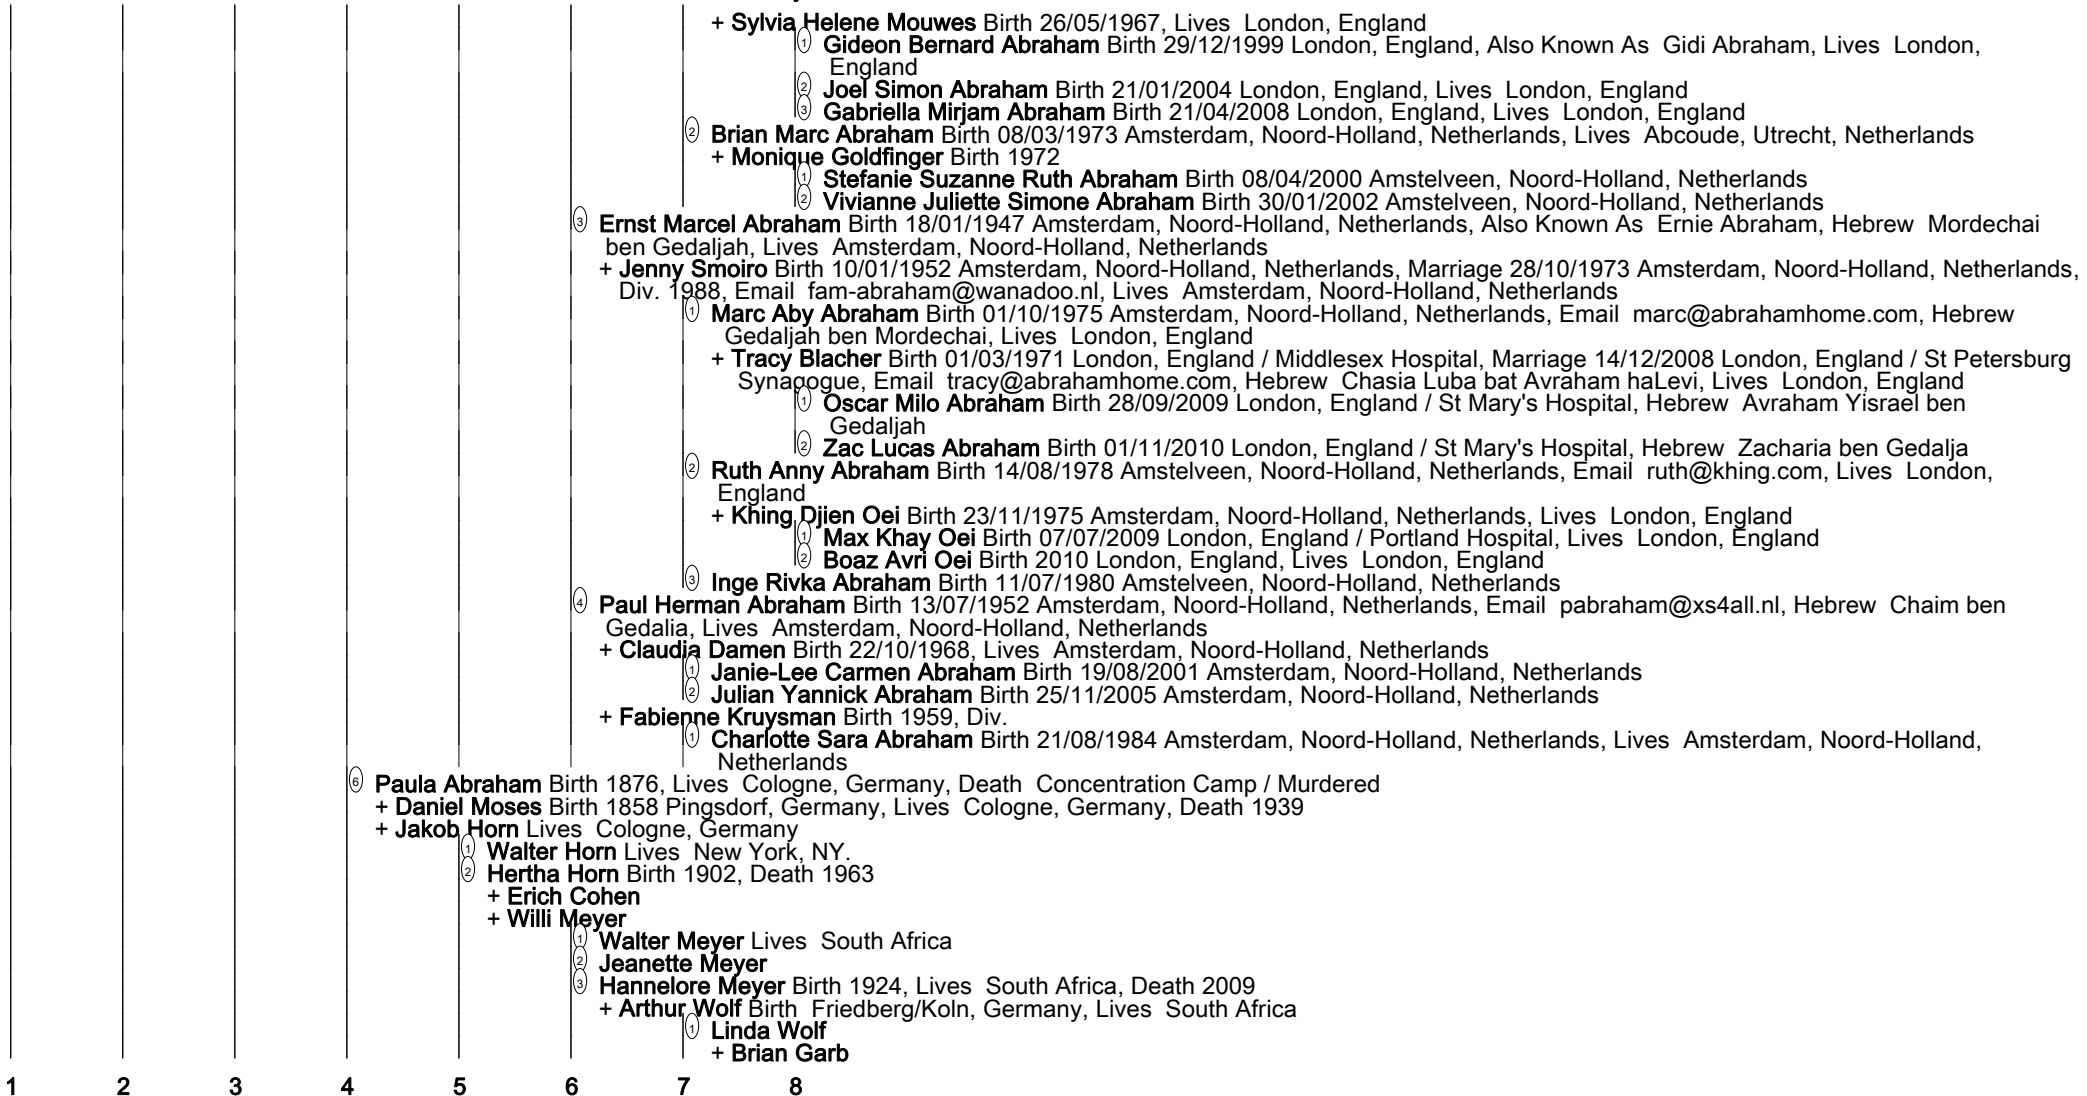 + Sylvia Helene Mouwes Birth 26/05/1967, Lives London, England
1 Gideon Bernard Abraham Birth 29/12/1999 London, England, Also Known As Gidi Abraham, Lives London,
England
2 Joel Simon Abraham Birth 21/01/2004 London, England, Lives London, England
3 Gabriella Mirjam Abraham Birth 21/04/2008 London, England, Lives London, England
2 Brian Marc Abraham Birth 08/03/1973 Amsterdam, Noord-Holland, Netherlands, Lives Abcoude, Utrecht, Netherlands
+ Monique Goldfinger Birth 1972
1 Stefanie Suzanne Ruth Abraham Birth 08/04/2000 Amstelveen, Noord-Holland, Netherlands
2 Vivianne Juliette Simone Abraham Birth 30/01/2002 Amstelveen, Noord-Holland, Netherlands
3 Ernst Marcel Abraham Birth 18/01/1947 Amsterdam, Noord-Holland, Netherlands, Also Known As Ernie Abraham, Hebrew Mordechai
ben Gedaljah, Lives Amsterdam, Noord-Holland, Netherlands
+ Jenny Smoiro Birth 10/01/1952 Amsterdam, Noord-Holland, Netherlands, Marriage 28/10/1973 Amsterdam, Noord-Holland, Netherlands,
Div. 1988, Email fam-abraham@wanadoo.nl, Lives Amsterdam, Noord-Holland, Netherlands
1 Marc Aby Abraham Birth 01/10/1975 Amsterdam, Noord-Holland, Netherlands, Email marc@abrahamhome.com, Hebrew
Gedaljah ben Mordechai, Lives London, England
+ Tracy Blacher Birth 01/03/1971 London, England / Middlesex Hospital, Marriage 14/12/2008 London, England / St Petersburg
Synagogue, Email tracy@abrahamhome.com, Hebrew Chasia Luba bat Avraham haLevi, Lives London, England
1 Oscar Milo Abraham Birth 28/09/2009 London, England / St Mary's Hospital, Hebrew Avraham Yisrael ben
Gedaljah
2 Zac Lucas Abraham Birth 01/11/2010 London, England / St Mary's Hospital, Hebrew Zacharia ben Gedalja
2 Ruth Anny Abraham Birth 14/08/1978 Amstelveen, Noord-Holland, Netherlands, Email ruth@khing.com, Lives London,
England
+ Khing Djien Oei Birth 23/11/1975 Amsterdam, Noord-Holland, Netherlands, Lives London, England
1 Max Khay Oei Birth 07/07/2009 London, England / Portland Hospital, Lives London, England
2 Boaz Avri Oei Birth 2010 London, England, Lives London, England
3 Inge Rivka Abraham Birth 11/07/1980 Amstelveen, Noord-Holland, Netherlands
4 Paul Herman Abraham Birth 13/07/1952 Amsterdam, Noord-Holland, Netherlands, Email pabraham@xs4all.nl, Hebrew Chaim ben
Gedalia, Lives Amsterdam, Noord-Holland, Netherlands
+ Claudia Damen Birth 22/10/1968, Lives Amsterdam, Noord-Holland, Netherlands
1 Janie-Lee Carmen Abraham Birth 19/08/2001 Amsterdam, Noord-Holland, Netherlands
2 Julian Yannick Abraham Birth 25/11/2005 Amsterdam, Noord-Holland, Netherlands
+ Fabienne Kruysman Birth 1959, Div.
1 Charlotte Sara Abraham Birth 21/08/1984 Amsterdam, Noord-Holland, Netherlands, Lives Amsterdam, Noord-Holland,
Netherlands
6 Paula Abraham Birth 1876, Lives Cologne, Germany, Death Concentration Camp / Murdered
+ Daniel Moses Birth 1858 Pingsdorf, Germany, Lives Cologne, Germany, Death 1939
+ Jakob Horn Lives Cologne, Germany
1 Walter Horn Lives New York, NY.
2 Hertha Horn Birth 1902, Death 1963
+ Erich Cohen
+ Willi Meyer
1 Walter Meyer Lives South Africa
2 Jeanette Meyer
3 Hannelore Meyer Birth 1924, Lives South Africa, Death 2009
+ Arthur Wolf Birth Friedberg/Koln, Germany, Lives South Africa
1 Linda Wolf
+ Brian Garb
1 2 3 4 5 6 7 8